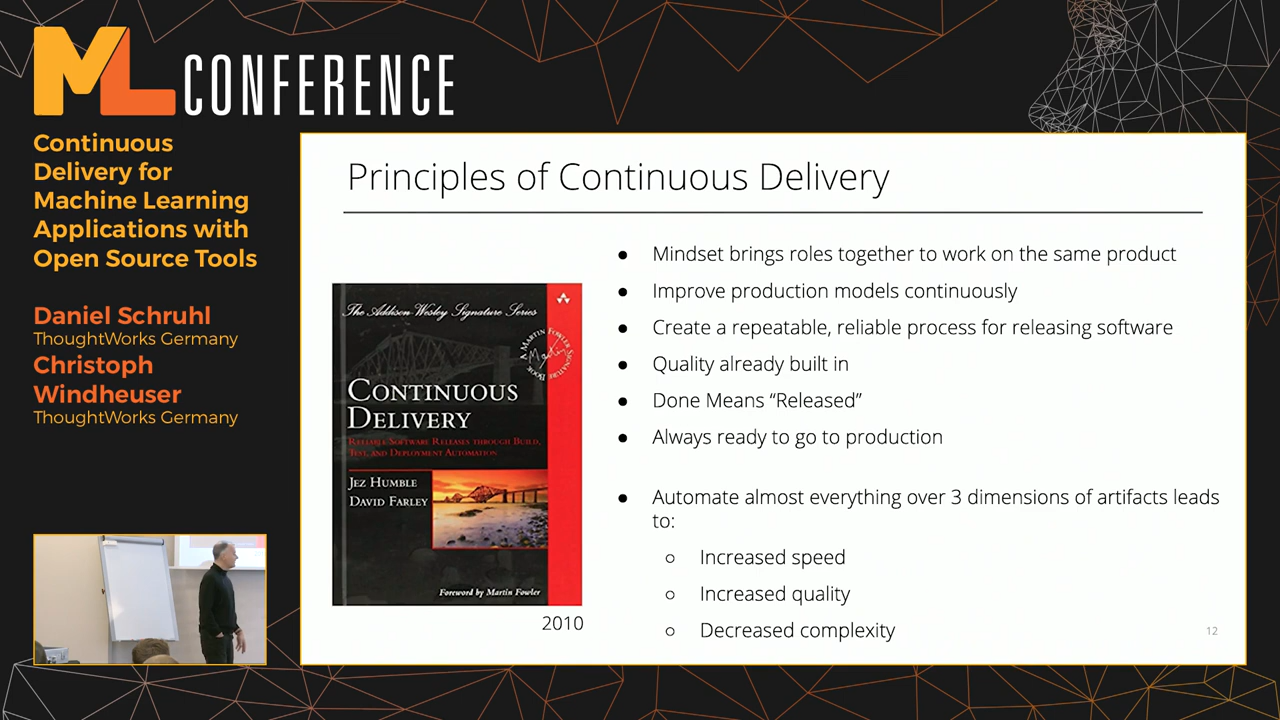 ML CONFERENCE
Continuous
Delivery for
Machine Learning
Applications with
Open Source Tools
Daniel Schruhl
ThoughtWorks Germany
Christoph
Windheuser
ThoughtWorks Germany
Principles of Continuous Delivery
The Addison-Wesley Signature Series
A MARTIN FOWLER SIGNATURE BOOK
Martin
CONTINUOUS
DELIVERY
RELIABLE SOFTWARE RELEASES THROUGH BUILD,
TEST, AND DEPLOYMENT AUTOMATION
JEZ HUMBLE
DAVID FARLEY
Foreword by Martin Fowler
2010
● Mindset brings roles together to work on the same product
● Improve production models continuously
● Create a repeatable, reliable process for releasing software
● Quality already built in
● Done Means “Released”
● Always ready to go to production
● Automate almost everything over 3 dimensions of artifacts leads
to:
○ Increased speed
○ Increased quality
○ Decreased complexity
12